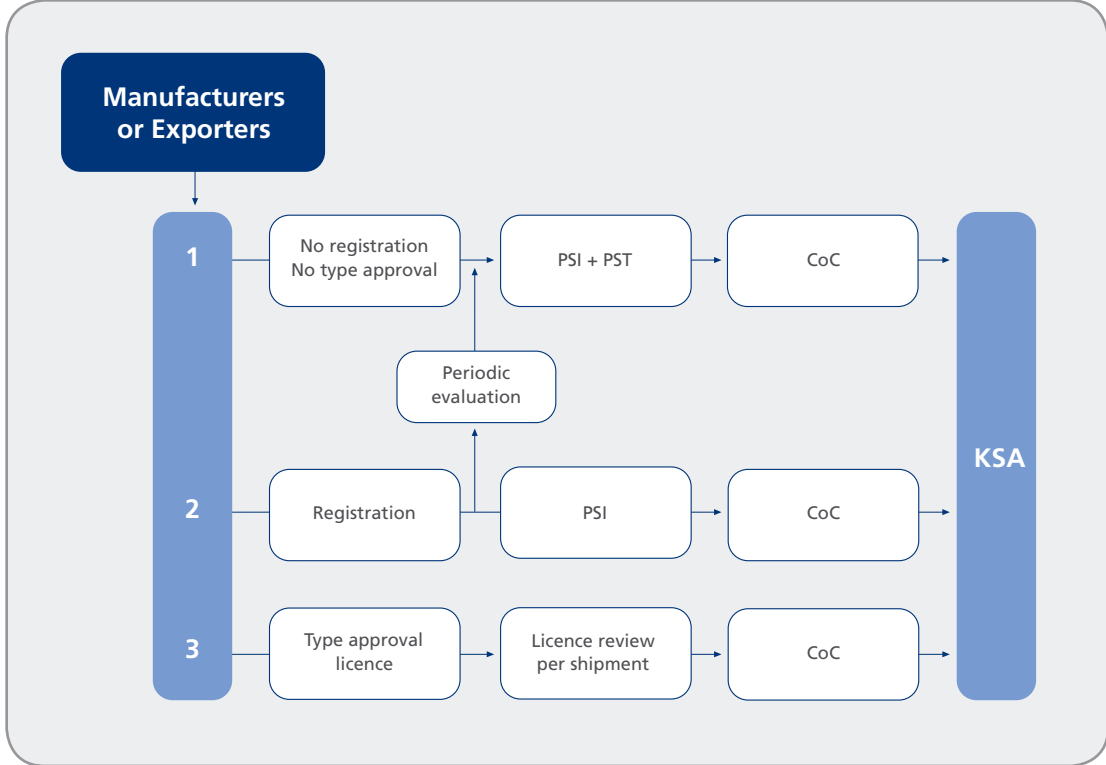 Manufacturers
or Exporters
1
No registration
No type approval
PSI + PST
CoC
Periodic
evaluation
KSA
2
Registration
PSI
CoC
3
Type approval
licence
Licence review
per shipment
CoC